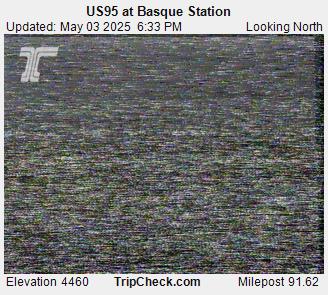 US95 at Basque Station
Updated: May 03 2025  6:33 PM Looking North
Elevation 4460 TripCheck.com Milepost 91.62